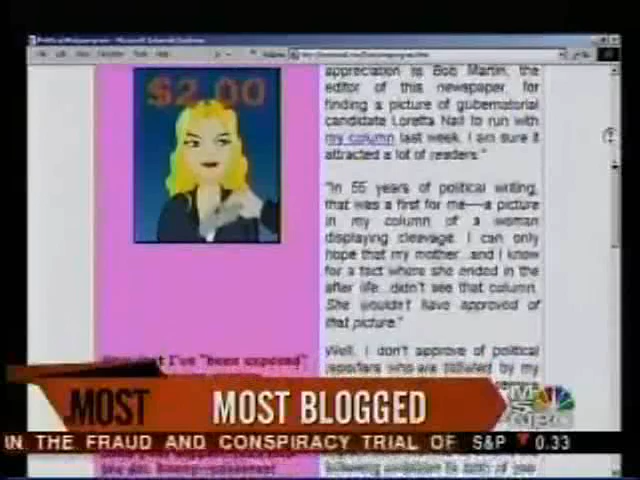 $2.00
appreciation to Bob Martin, the
editor of this newspaper, for
finding a picture of gubernatorial
candidate Loretta Nall to run with
my column last week. I am sure it
attracted a lot of readers."
"In 55 years of political writing,
that was a first for me—a picture
in my column of a woman
displaying cleavage. I can only
hope that my mother...and I know
for a fact where she ended in the
after life...didn't see that column.
She wouldn't have approved of
that picture."
Well, I don't approve of political
reporters who are by my
that I've "been exposed"
.MOST
MOST BLOGGED
MSNBC
IN. THE FRAUD AND CONSPIRACY TRIAL OF S&P ▼ 0.33